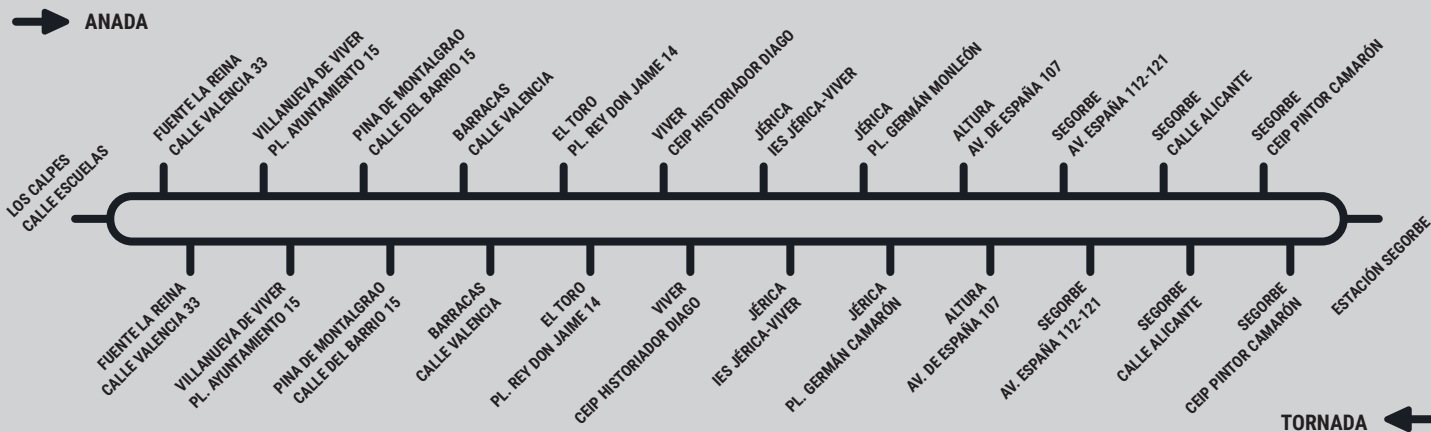 ANADA
LOS CALPES
CALLE ESCUELAS
FUENTE LA REINA
CALLE VALENCIA 33
VILLANUEVA DE VIVER
PL. AYUNTAMIENTO 15
PINA DE MONTALGRAO
CALLE DEL BARRIO 15
BARRACAS
CALLE VALENCIA
EL TORO
PL. REY DON JAIME 14
VIVER
CEIP HISTORIADOR DIAGO
JÉRICA
IES JÉRICA-VIVER
JÉRICA
PL. GERMÁN MONLEÓN
ALTURA
AV. DE ESPAÑA 107
SEGORBE
AV. ESPAÑA 112-121
SEGORBE
CALLE ALICANTE
SEGORBE
CEIP PINTOR CAMARÓN
ESTACIÓN SEGORBE
FUENTE LA REINA
CALLE VALENCIA 33
VILLANUEVA DE VIVER
PL. AYUNTAMIENTO 15
PINA DE MONTALGRAO
CALLE DEL BARRIO 15
BARRACAS
CALLE VALENCIA
EL TORO
PL. REY DON JAIME 14
VIVER
CEIP HISTORIADOR DIAGO
JÉRICA
IES JÉRICA-VIVER
JÉRICA
PL. GERMÁN CAMARÓN
ALTURA
AV. DE ESPAÑA 107
SEGORBE
AV. ESPAÑA 112-121
SEGORBE
CALLE ALICANTE
SEGORBE
CEIP PINTOR CAMARÓN
TORNADA